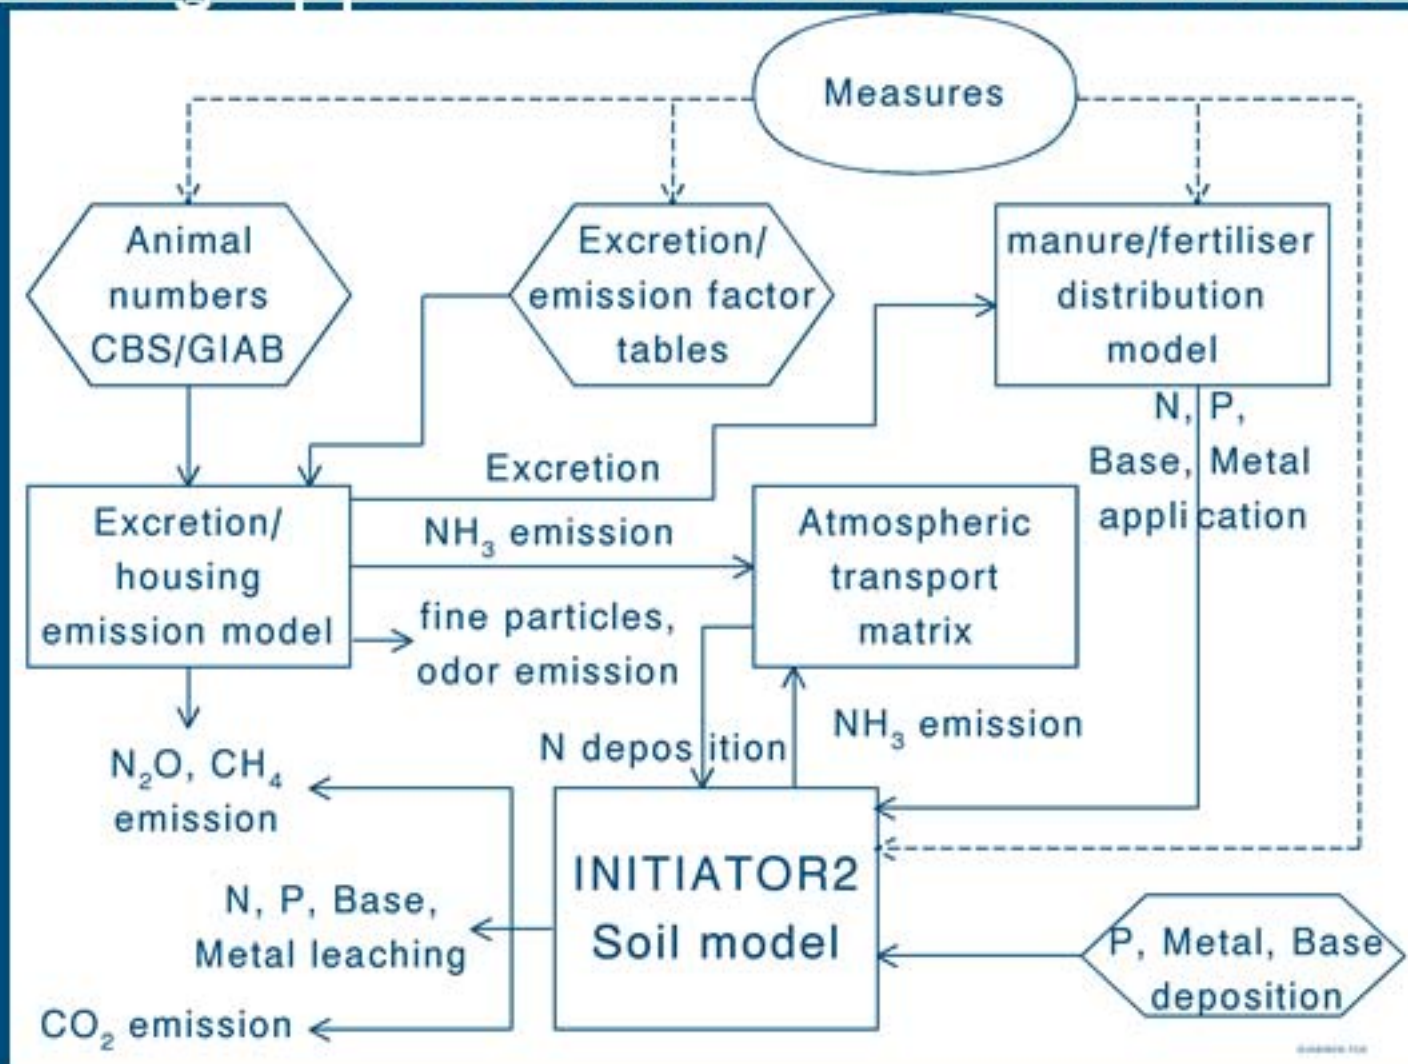 Measures
Animal
numbers
CBS/GIAB
Excretion/
emission factor
tables
manure/fertiliser
distribution
model
N, P,
Base, Metal
application
Excretion
NH₃ emission
Excretion/
housing
emission model
Atmospheric
transport
matrix
fine particles,
odor emission
N deposition
NH₃ emission
N₂O, CH₄
emission
INITIATOR2
Soil model
N, P, Base,
Metal leaching
P, Metal, Base
deposition
CO₂ emission